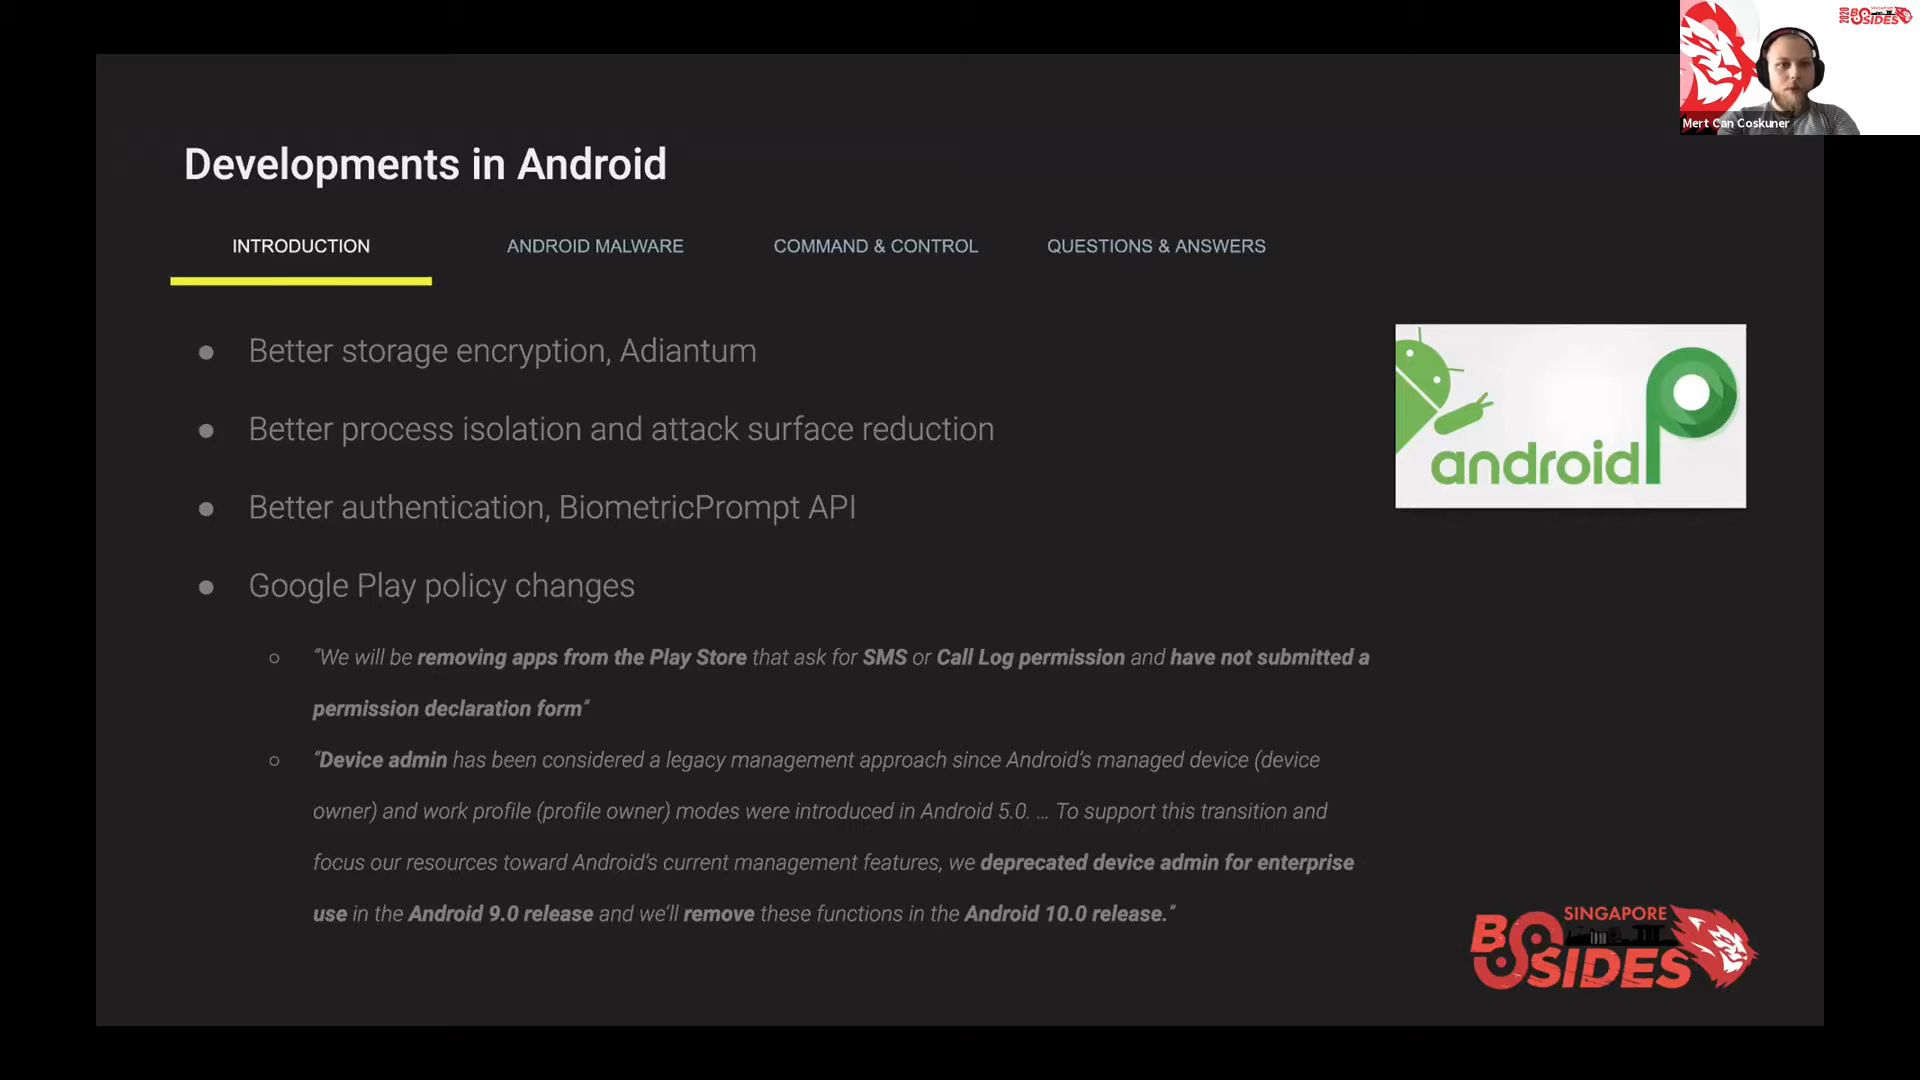 2020 SINGAPORE
BSIDES
Mert Can Coskuner
Developments in Android
INTRODUCTION ANDROID MALWARE COMMAND & CONTROL QUESTIONS & ANSWERS
● Better storage encryption, Adiantum
● Better process isolation and attack surface reduction
● Better authentication, BiometricPrompt API
● Google Play policy changes
○ “We will be removing apps from the Play Store that ask for SMS or Call Log permission and have not submitted a
permission declaration form”
○ “Device admin has been considered a legacy management approach since Android’s managed device (device
owner) and work profile (profile owner) modes were introduced in Android 5.0. … To support this transition and
focus our resources toward Android’s current management features, we deprecated device admin for enterprise
use in the Android 9.0 release and we’ll remove these functions in the Android 10.0 release.”
android P
SINGAPORE
BSIDES